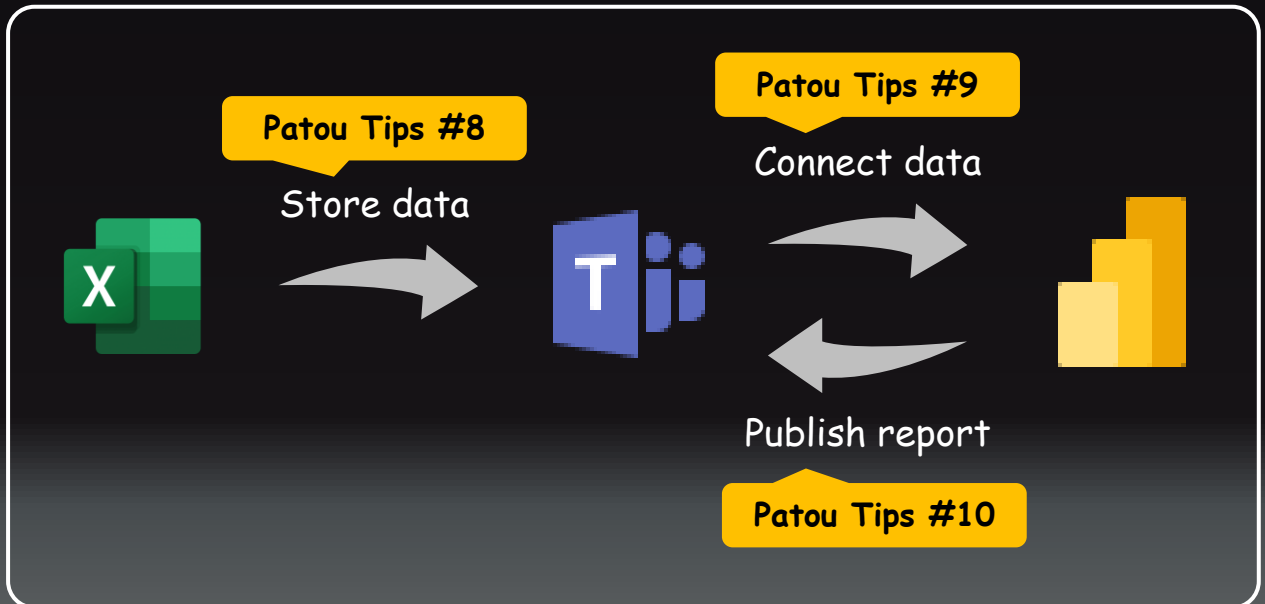 Patou Tips #8
Store data
Patou Tips #9
Connect data
X
T
Publish report
Patou Tips #10